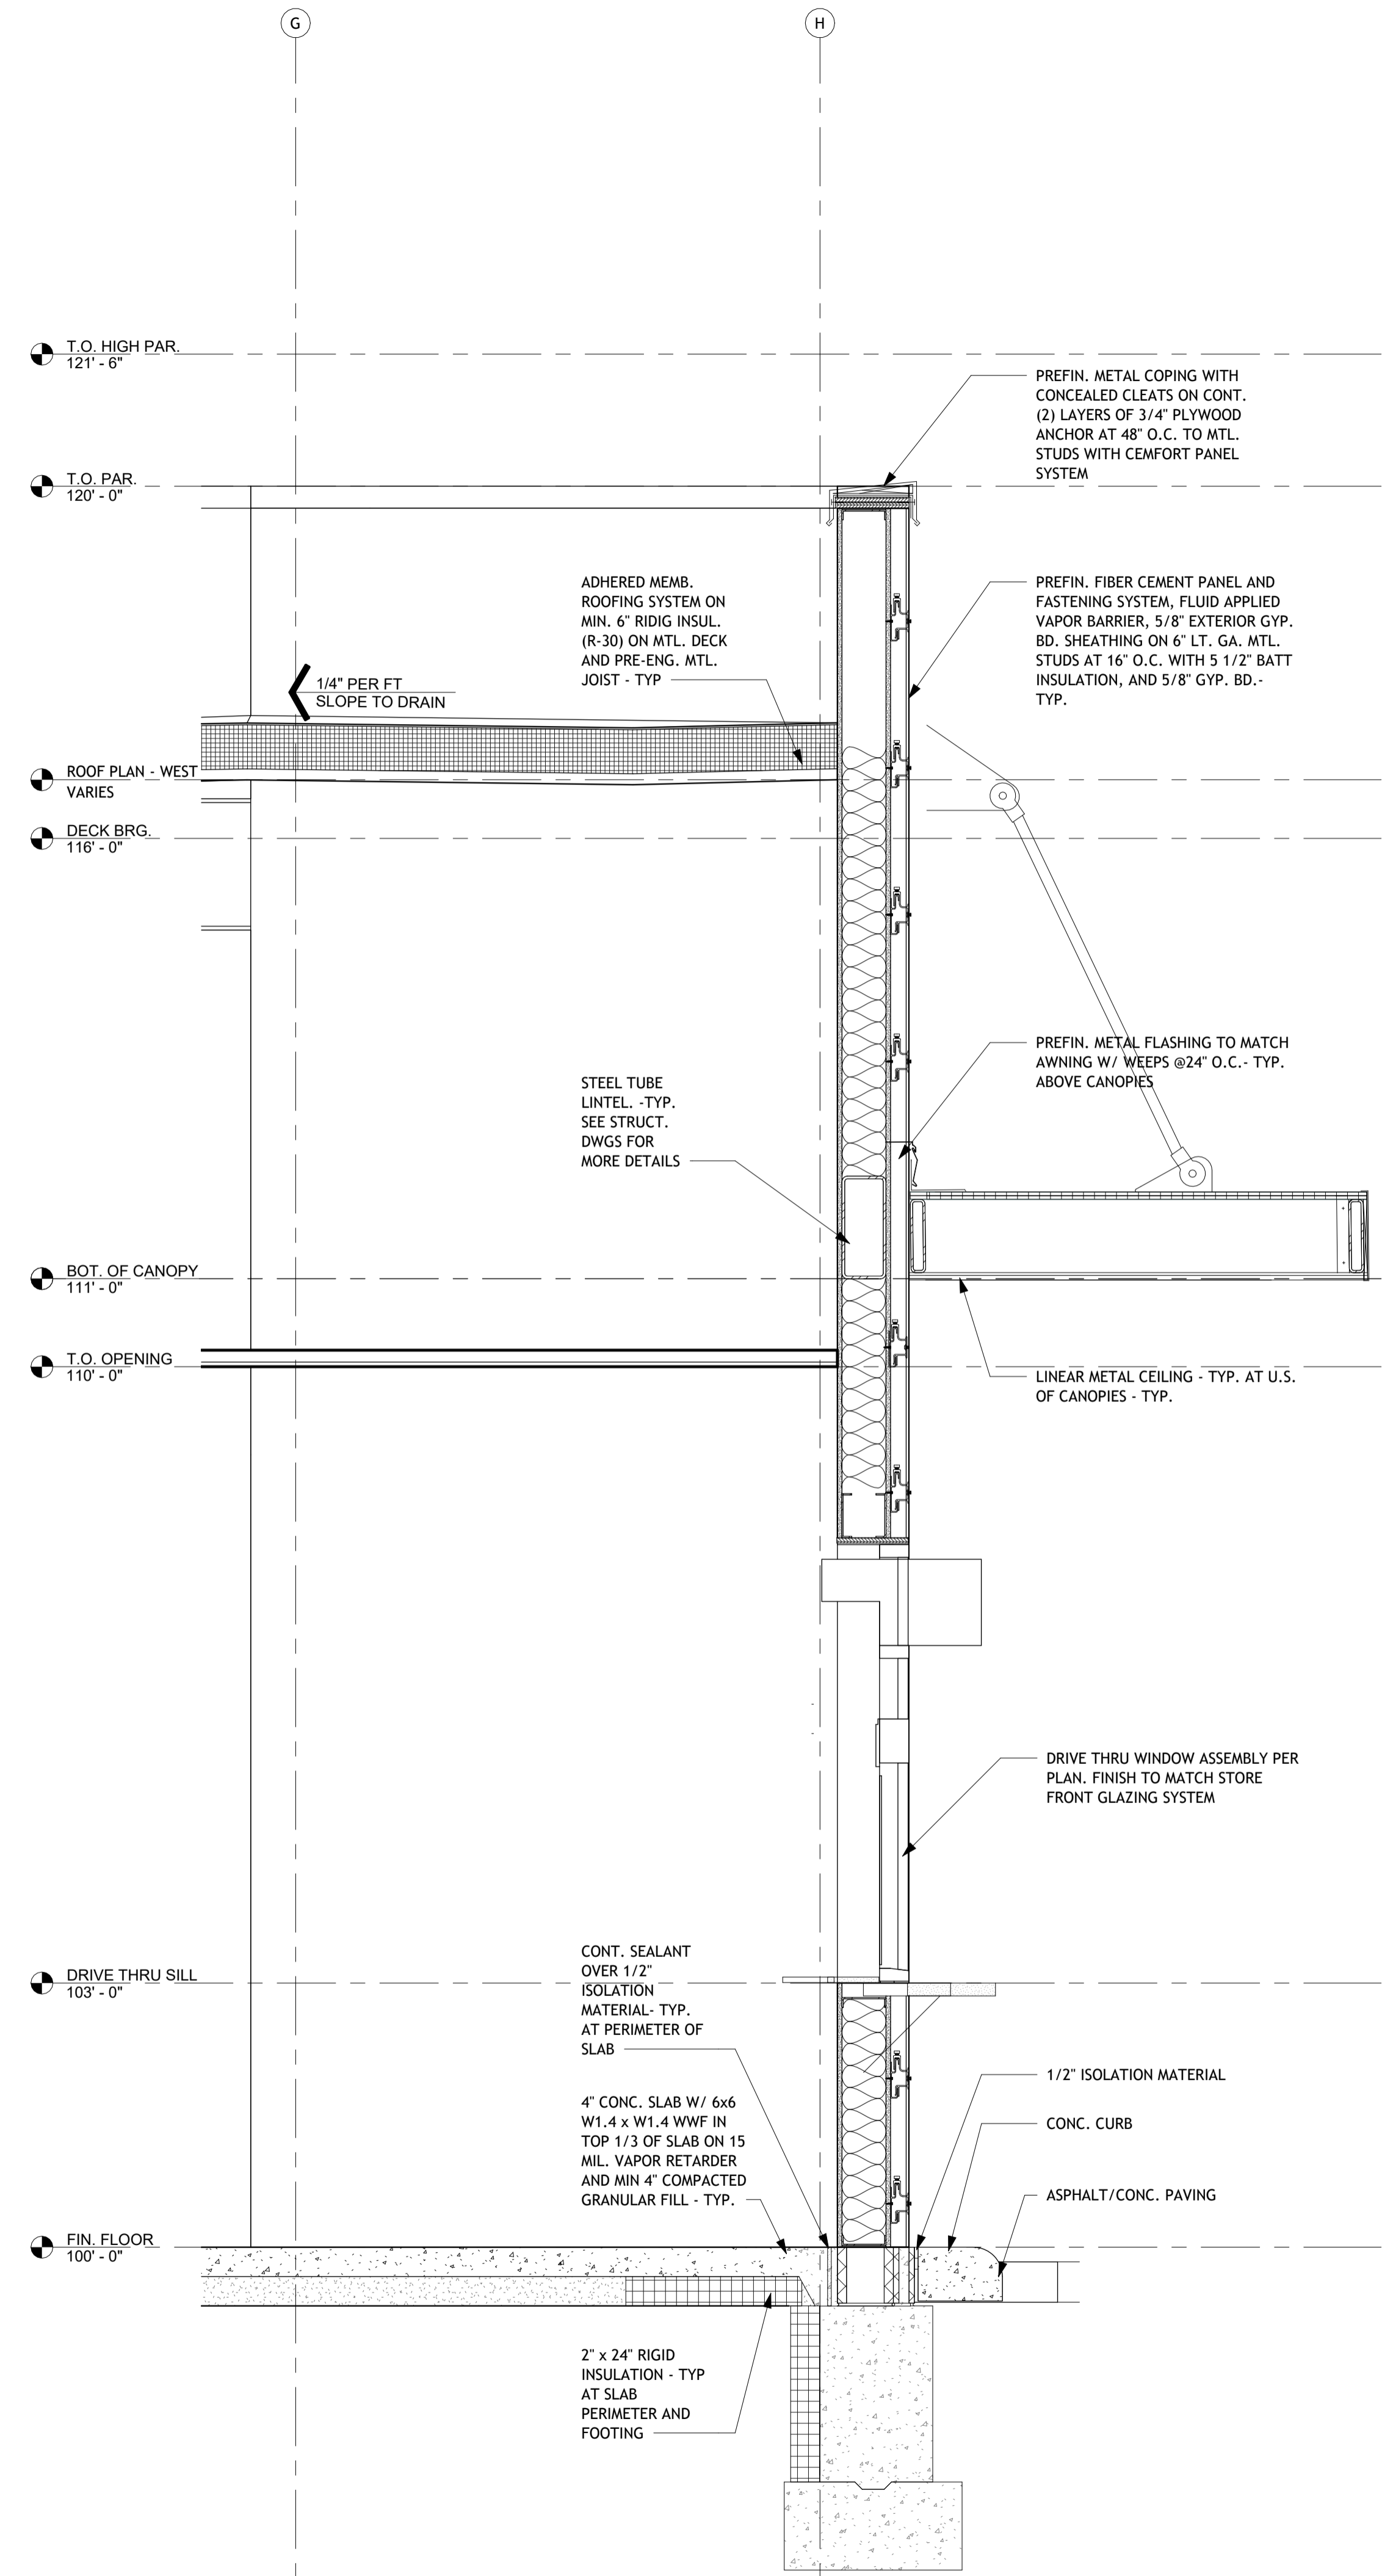 G
H
T.O. HIGH PAR.
121' - 6"
PREFIN. METAL COPING WITH
CONCEALED CLEATS ON CONT.
(2) LAYERS OF 3/4" PLYWOOD
ANCHOR AT 48" O.C. TO MTL.
STUDS WITH CEMFORT PANEL
SYSTEM
T.O. PAR.
120' - 0"
ADHERED MEMB.
ROOFING SYSTEM ON
MIN. 6" RIDIG INSUL.
(R-30) ON MTL. DECK
AND PRE-ENG. MTL.
JOIST - TYP
PREFIN. FIBER CEMENT PANEL AND
FASTENING SYSTEM, FLUID APPLIED
VAPOR BARRIER, 5/8" EXTERIOR GYP.
BD. SHEATHING ON 6" LT. GA. MTL.
STUDS AT 16" O.C. WITH 5 1/2" BATT
INSULATION, AND 5/8" GYP. BD.-
TYP.
1/4" PER FT
SLOPE TO DRAIN
ROOF PLAN - WEST
VARIES
DECK BRG.
116' - 0"
PREFIN. METAL FLASHING TO MATCH
AWNING W/ WEEPS @24" O.C.- TYP.
ABOVE CANOPIES
STEEL TUBE
LINTEL. -TYP.
SEE STRUCT.
DWGS FOR
MORE DETAILS
BOT. OF CANOPY
111' - 0"
T.O. OPENING
110' - 0"
LINEAR METAL CEILING - TYP. AT U.S.
OF CANOPIES - TYP.
DRIVE THRU WINDOW ASSEMBLY PER
PLAN. FINISH TO MATCH STORE
FRONT GLAZING SYSTEM
DRIVE THRU SILL
103' - 0"
CONT. SEALANT
OVER 1/2"
ISOLATION
MATERIAL- TYP.
AT PERIMETER OF
SLAB
1/2" ISOLATION MATERIAL
CONC. CURB
ASPHALT/CONC. PAVING
4" CONC. SLAB W/ 6x6
W1.4 x W1.4 WWF IN
TOP 1/3 OF SLAB ON 15
MIL. VAPOR RETARDER
AND MIN 4" COMPACTED
GRANULAR FILL - TYP.
FIN. FLOOR
100' - 0"
2" x 24" RIGID
INSULATION - TYP
AT SLAB
PERIMETER AND
FOOTING